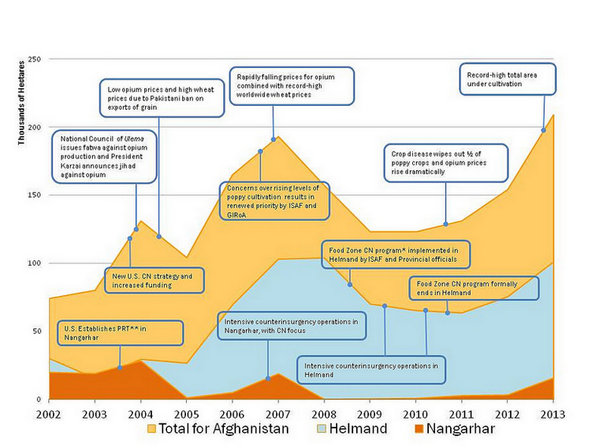 250
Thousands of Hectares
200
150
100
50
0
Low opium prices and high wheat
prices due to Pakistani ban on
exports of grain
Rapidly falling prices for opium
combined with record-high
worldwide wheat prices
Record-high total area
under cultivation
National Council of Ulema
issues fatwa against opium
production and President
Karzai announces jihad
against opium
Crop disease wipes out ½ of
poppy crops and opium prices
rise dramatically
Concerns over rising levels of
poppy cultivation results in
renewed priority by ISAF and
GIRoA
New U.S. CN strategy and
increased funding
Food Zone CN program* implemented in
Helmand by ISAF and Provincial officials
Food Zone CN program formally
ends in Helmand
U.S. Establishes PRT^^ in
Nangarhar
Intensive counterinsurgency operations in
Nangarhar, with CN focus
Intensive counterinsurgency operations in
Helmand
2002 2003 2004 2005 2006 2007 2008 2009 2010 2011 2012 2013
Total for Afghanistan Helmand Nangarhar